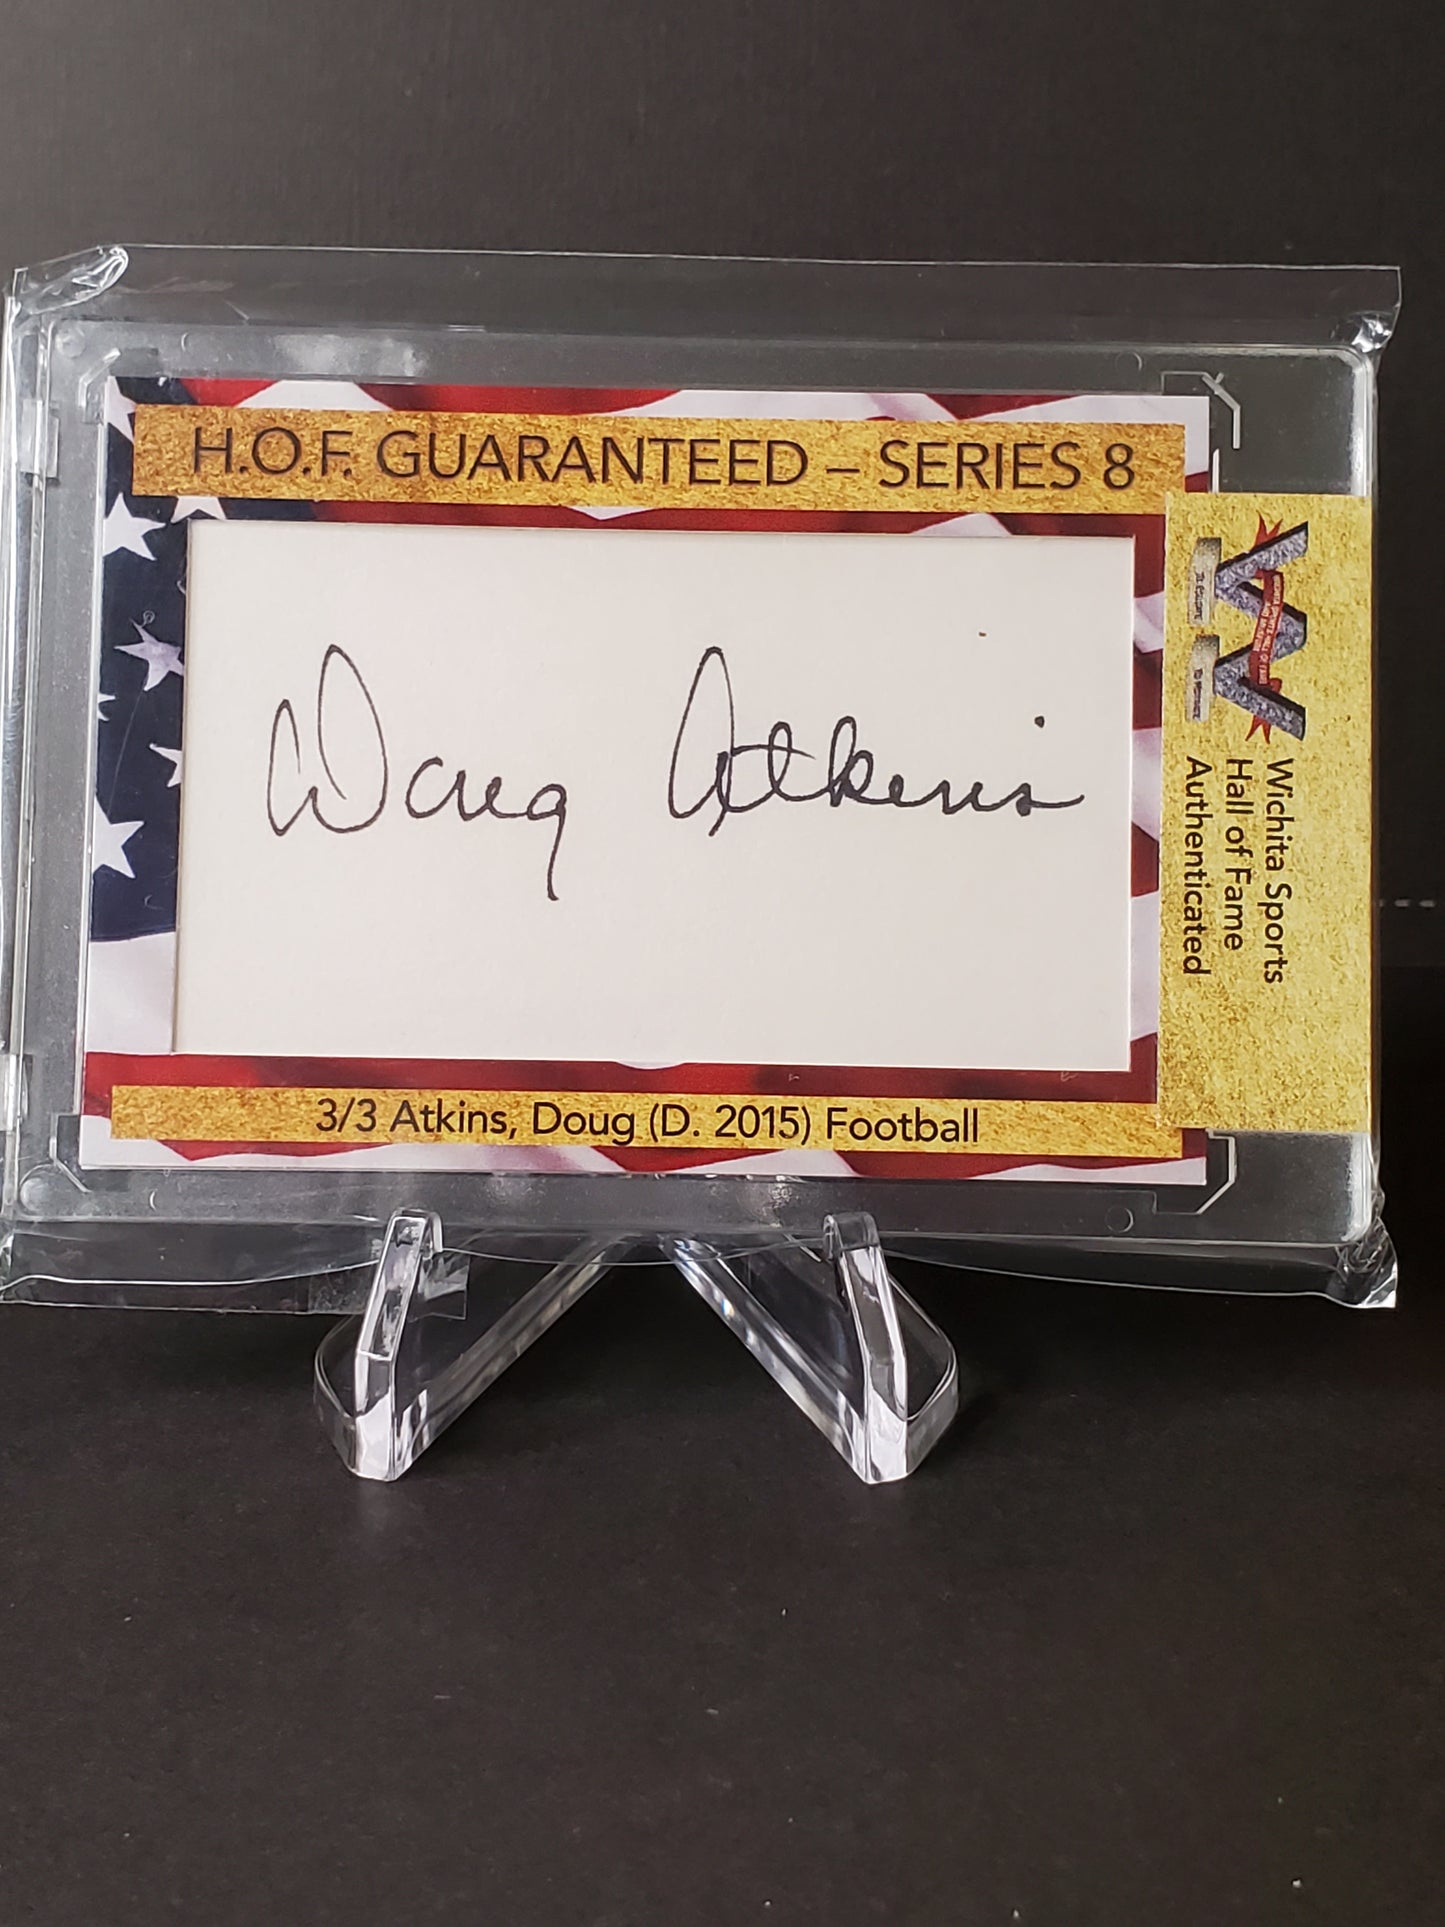 H.O.F. GUARANTEED – SERIES 8
Doug Atkins
3/3 Atkins, Doug (D. 2015) Football
Wichita Sports
Hall of Fame
Authenticated